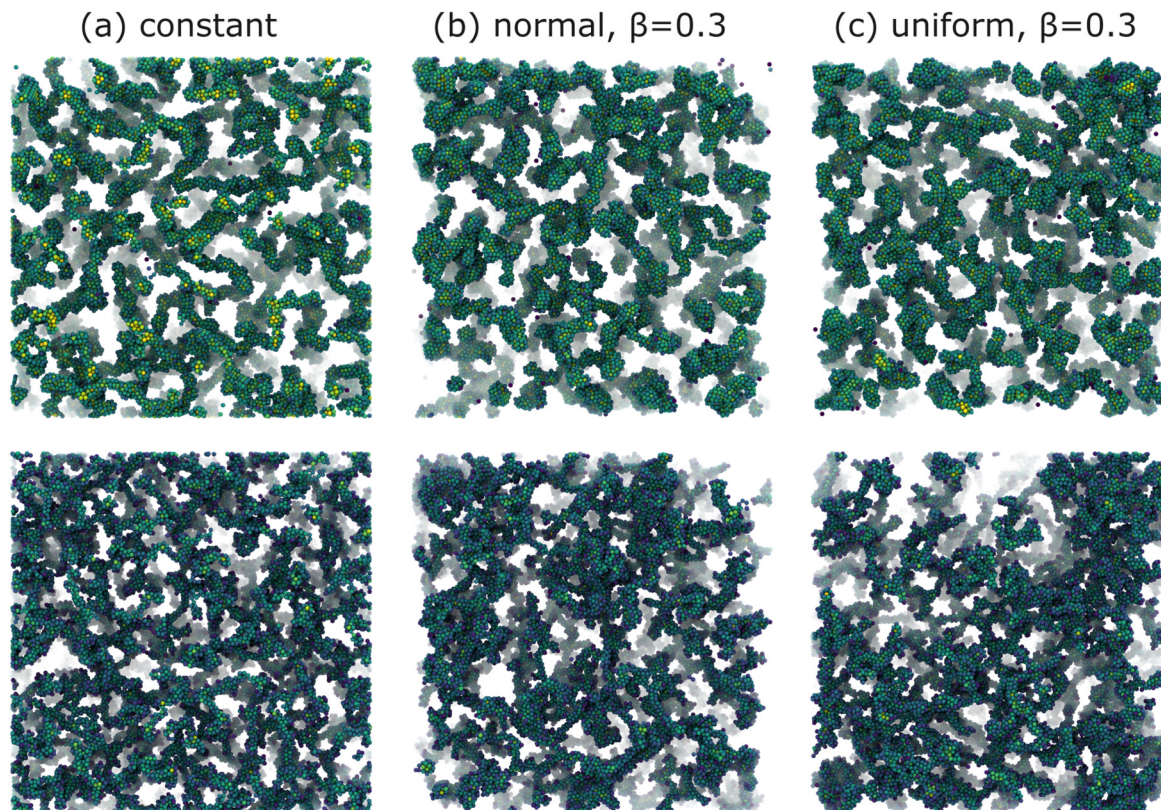 (a) constant
(b) normal, β=0.3
(c) uniform, β=0.3